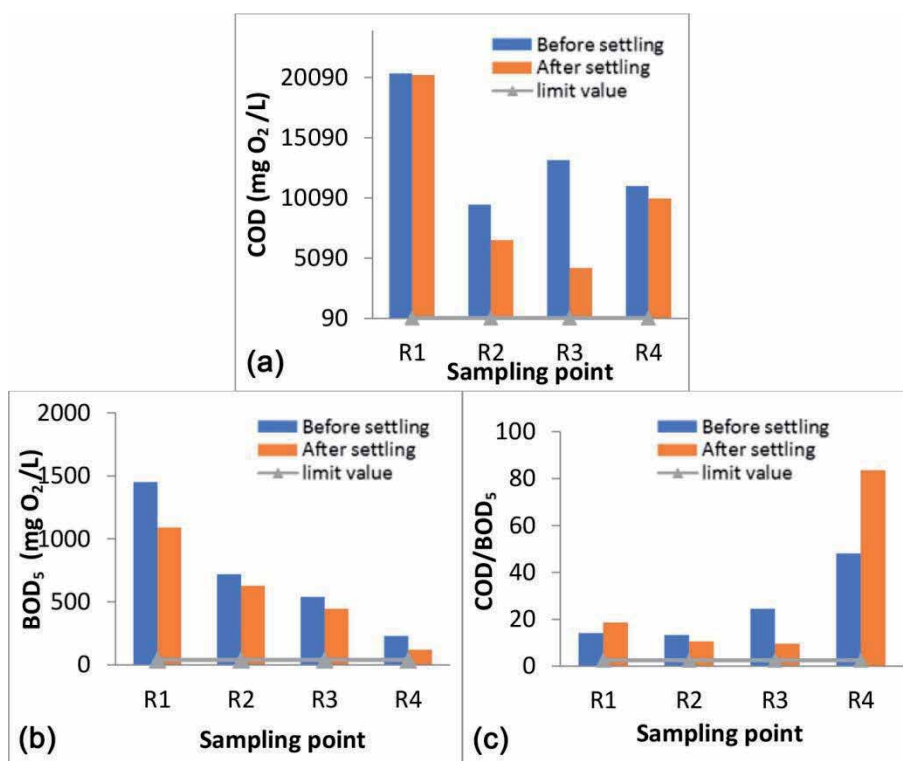 COD (mg O₂ /L)
20090
15090
10090
5090
90
Before settling
After settling
limit value
R1 R2 R3 R4
Sampling point
(a)
BOD₅ (mg O₂/L)
2000
1500
1000
500
0
Before settling
After settling
limit value
R1 R2 R3 R4
Sampling point
(b)
COD/BOD₅
100
80
60
40
20
0
Before settling
After settling
limit value
R1 R2 R3 R4
Sampling point
(c)